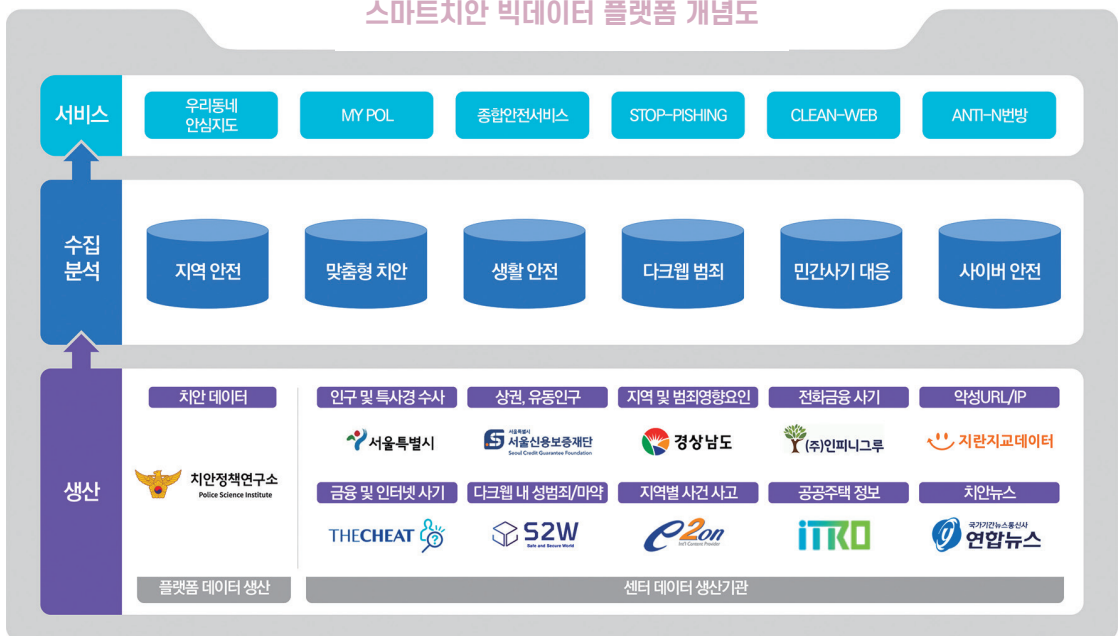 스마트치안 빅데이터 플랫폼 개념도
서비스
우리동네
안심지도
MY POL
종합안전서비스
STOP-PISHING
CLEAN-WEB
ANTI-N번방
수집
분석
지역 안전
맞춤형 치안
생활 안전
다크웹 범죄
민간사기 대응
사이버 안전
생산
치안 데이터
인구 및 특사경 수사
상권, 유동인구
지역 및 범죄영향요인
전화금융 사기
악성URL/IP
치안정책연구소
Police Science Institute
서울특별시
서울특별시
서울신용보증재단
Seoul Credit Guarantee Foundation
경상남도
(주)인피니그루
지란지교데이터
금융 및 인터넷 사기
다크웹 내 성범죄/마약
지역별 사건 사고
공공주택 정보
치안뉴스
THECHEAT
S2W
Safe and Secure World
e2on
Int'l Content Provider
iTRO
국가기간뉴스통신사
연합뉴스
플랫폼 데이터 생산
센터 데이터 생산기관